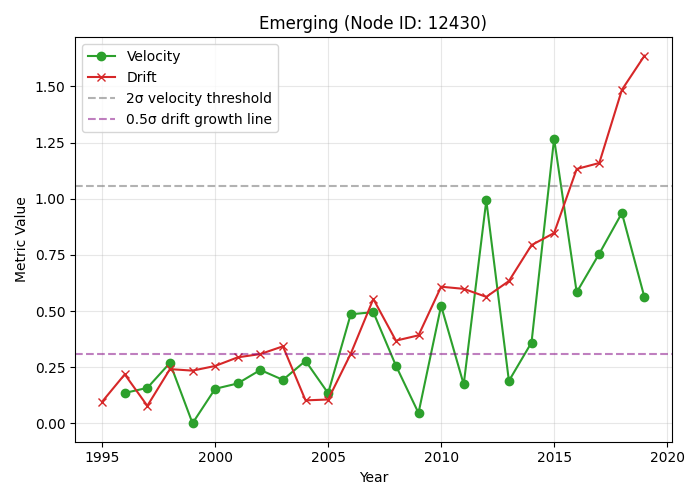 Emerging (Node ID: 12430)
Velocity
Drift
2σ velocity threshold
0.5σ drift growth line
Metric Value
1.50
1.25
1.00
0.75
0.50
0.25
0.00
1995 2000 2005 2010 2015 2020
Year